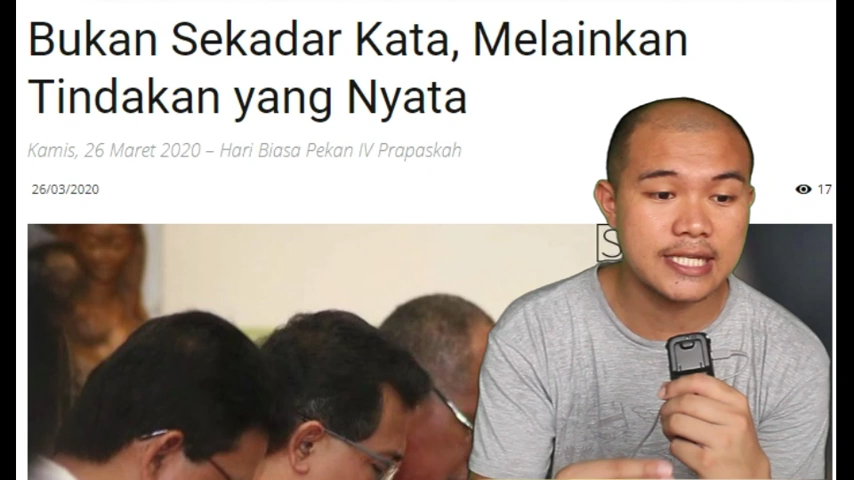 Bukan Sekadar Kata, Melainkan
Tindakan yang Nyata
Kamis, 26 Maret 2020 – Hari Biasa Pekan IV Prapaskah
26/03/2020
17
S